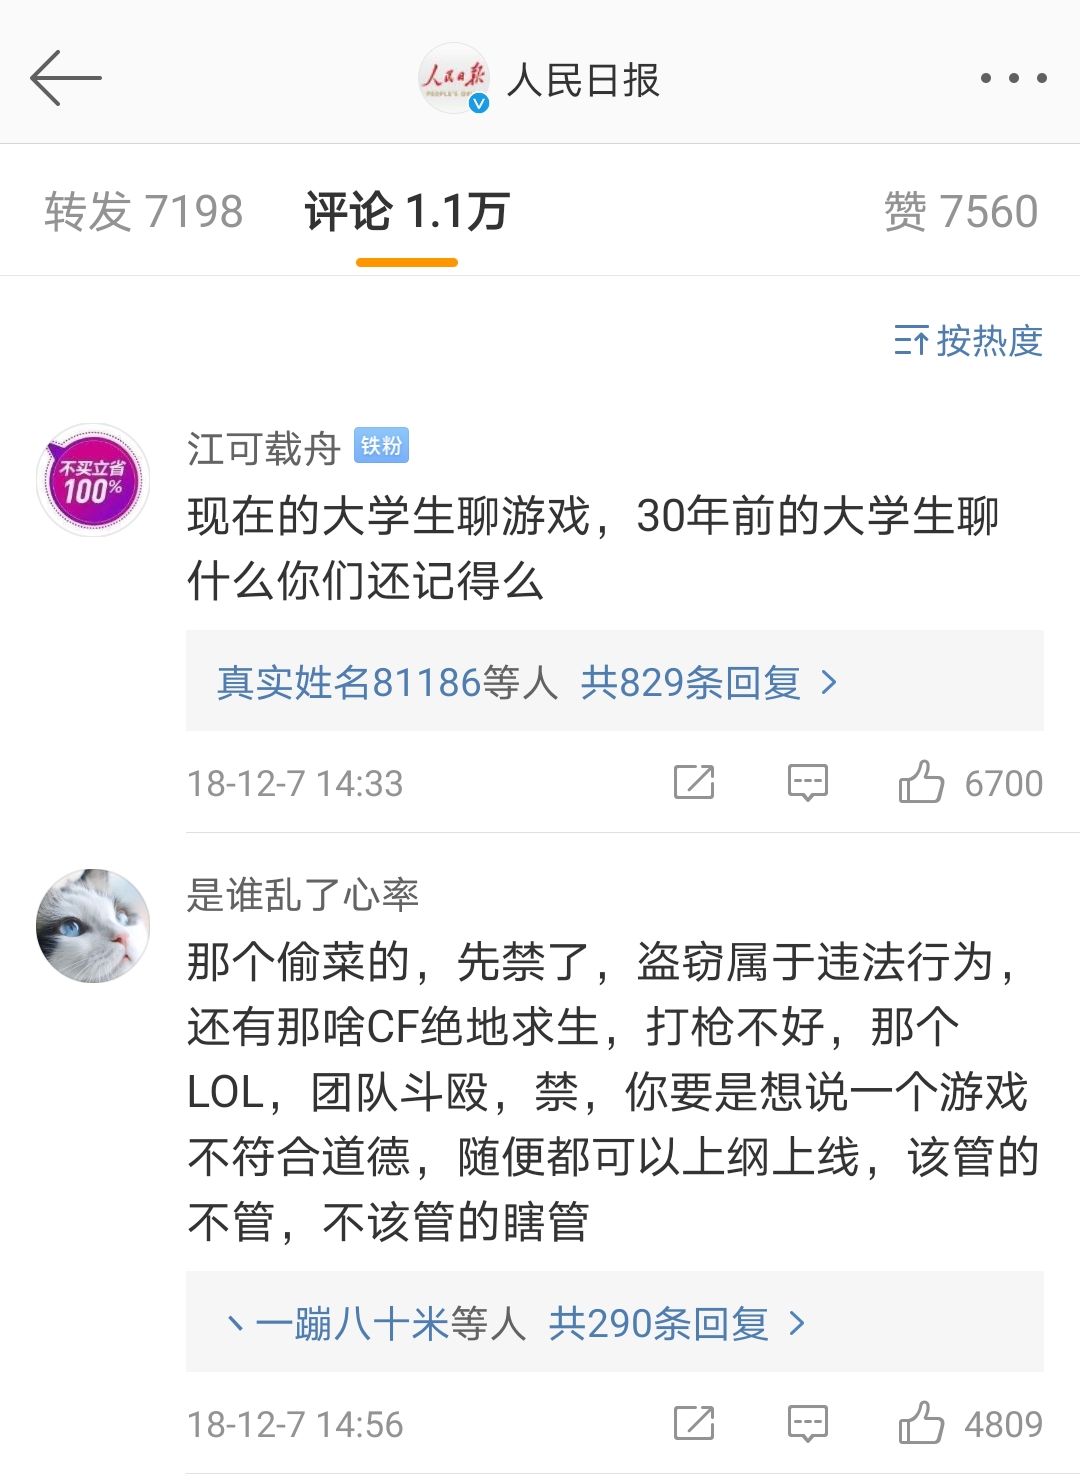 人民日报
PEOPLE'S
人民日报
转发 7198
评论 1.1万
赞 7560
按热度
不买立省
100%
江可载舟 铁粉
现在的大学生聊游戏，30年前的大学生聊
什么你们还记得么
真实姓名81186等人 共829条回复
18-12-7 14:33
6700
是谁乱了心率
那个偷菜的，先禁了，盗窃属于违法行为，
还有那啥CF绝地求生，打枪不好，那个
LOL，团队斗殴，禁，你要是想说一个游戏
不符合道德，随便都可以上纲上线，该管的
不管，不该管的瞎管
丶一蹦八十米等人 共290条回复
18-12-7 14:56
4809